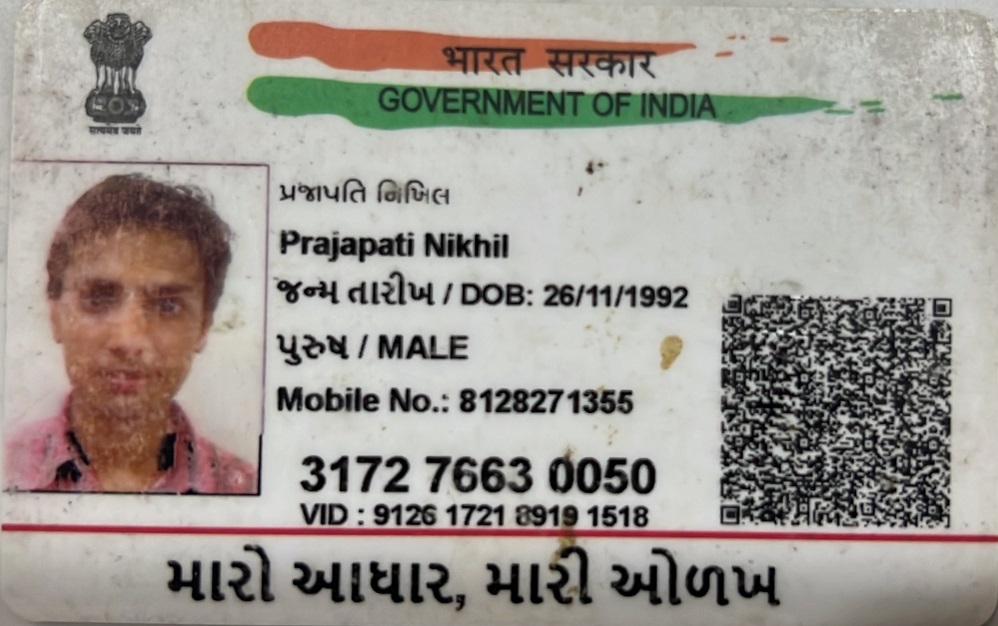 भारत सरकार
GOVERNMENT OF INDIA
सत्यमेव जयते
પ્રજાપતિ નિખિલ
Prajapati Nikhil
જન્મ તારીખ / DOB: 26/11/1992
પુરુષ / MALE
Mobile No.: 8128271355
3172 7663 0050
VID : 9126 1721 8919 1518
મારો આધાર, મારી ઓળખ